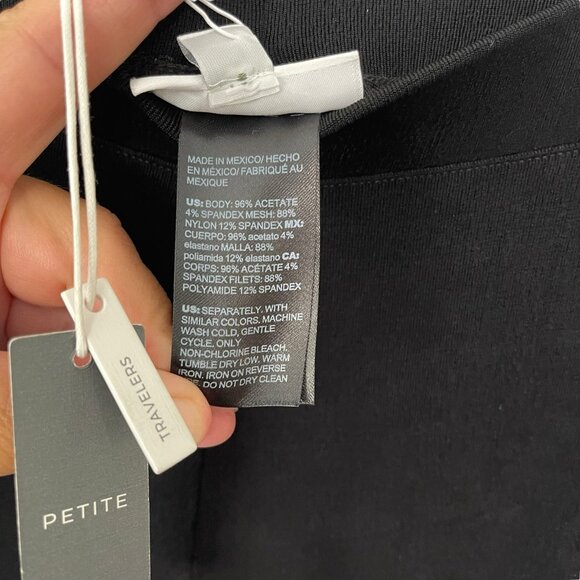 MADE IN MEXICO/ HECHO
EN MÉXICO/ FABRIQUÉ AU
MEXIQUE
US: BODY: 96% ACETATE
4% SPANDEX MESH: 88%
NYLON 12% SPANDEX MX:
CUERPO: 96% acetato 4%
elastano MALLA: 88%
poliamida 12% elastano CA:
CORPS: 96% ACÉTATE 4%
SPANDEX FILETS: 88%
POLYAMIDE 12% SPANDEX
US: SEPARATELY. WITH
SIMILAR COLORS. MACHINE
WASH COLD, GENTLE
CYCLE, ONLY
NON-CHLORINE BLEACH.
TUMBLE DRY LOW, WARM
IRON. IRON ON REVERSE
DO NOT DRY CLEAN
TRAVELERS
PETITE